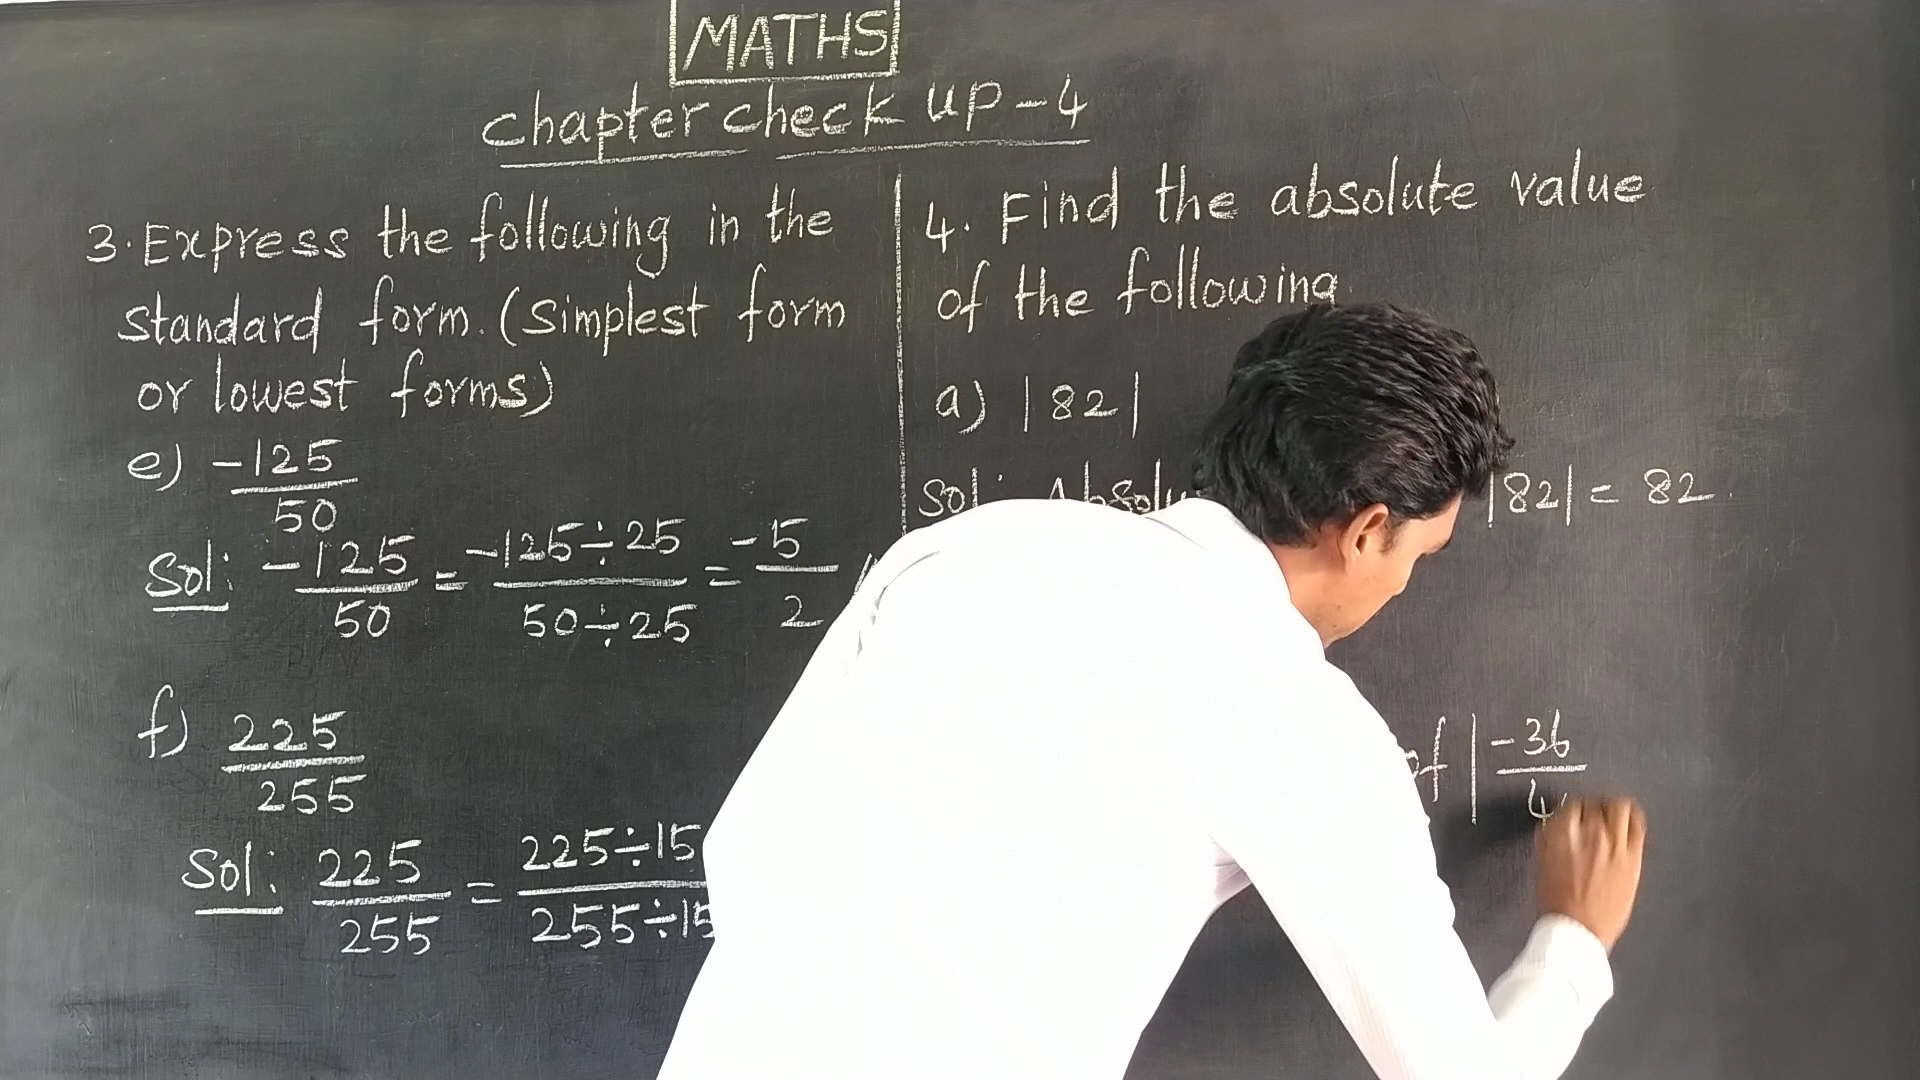 MATHS
chapter check up - 4
3. Express the following in the
standard form. (simplest form
or lowest forms)
e) -125/50
Sol: -125/50 = -125÷25/50÷25 = -5/2
f) 225/255
Sol: 225/255 = 225÷15/255÷15
4. Find the absolute value
of the following
a) |82|
Sol: |82| = 82.
of |-36/4